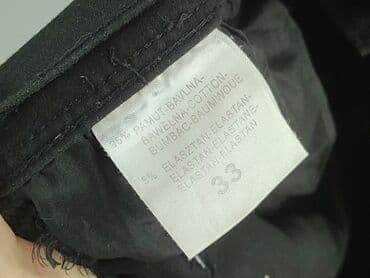 95% PAMUT-BAVLNA-
BAWEŁNA-COTTON-
BUMBAC-BAUMWOLLE
5% ELASZTAN-ELASTAN-
ELASTAN-ELASTANE-
ELASTAN-ELASTAN
33